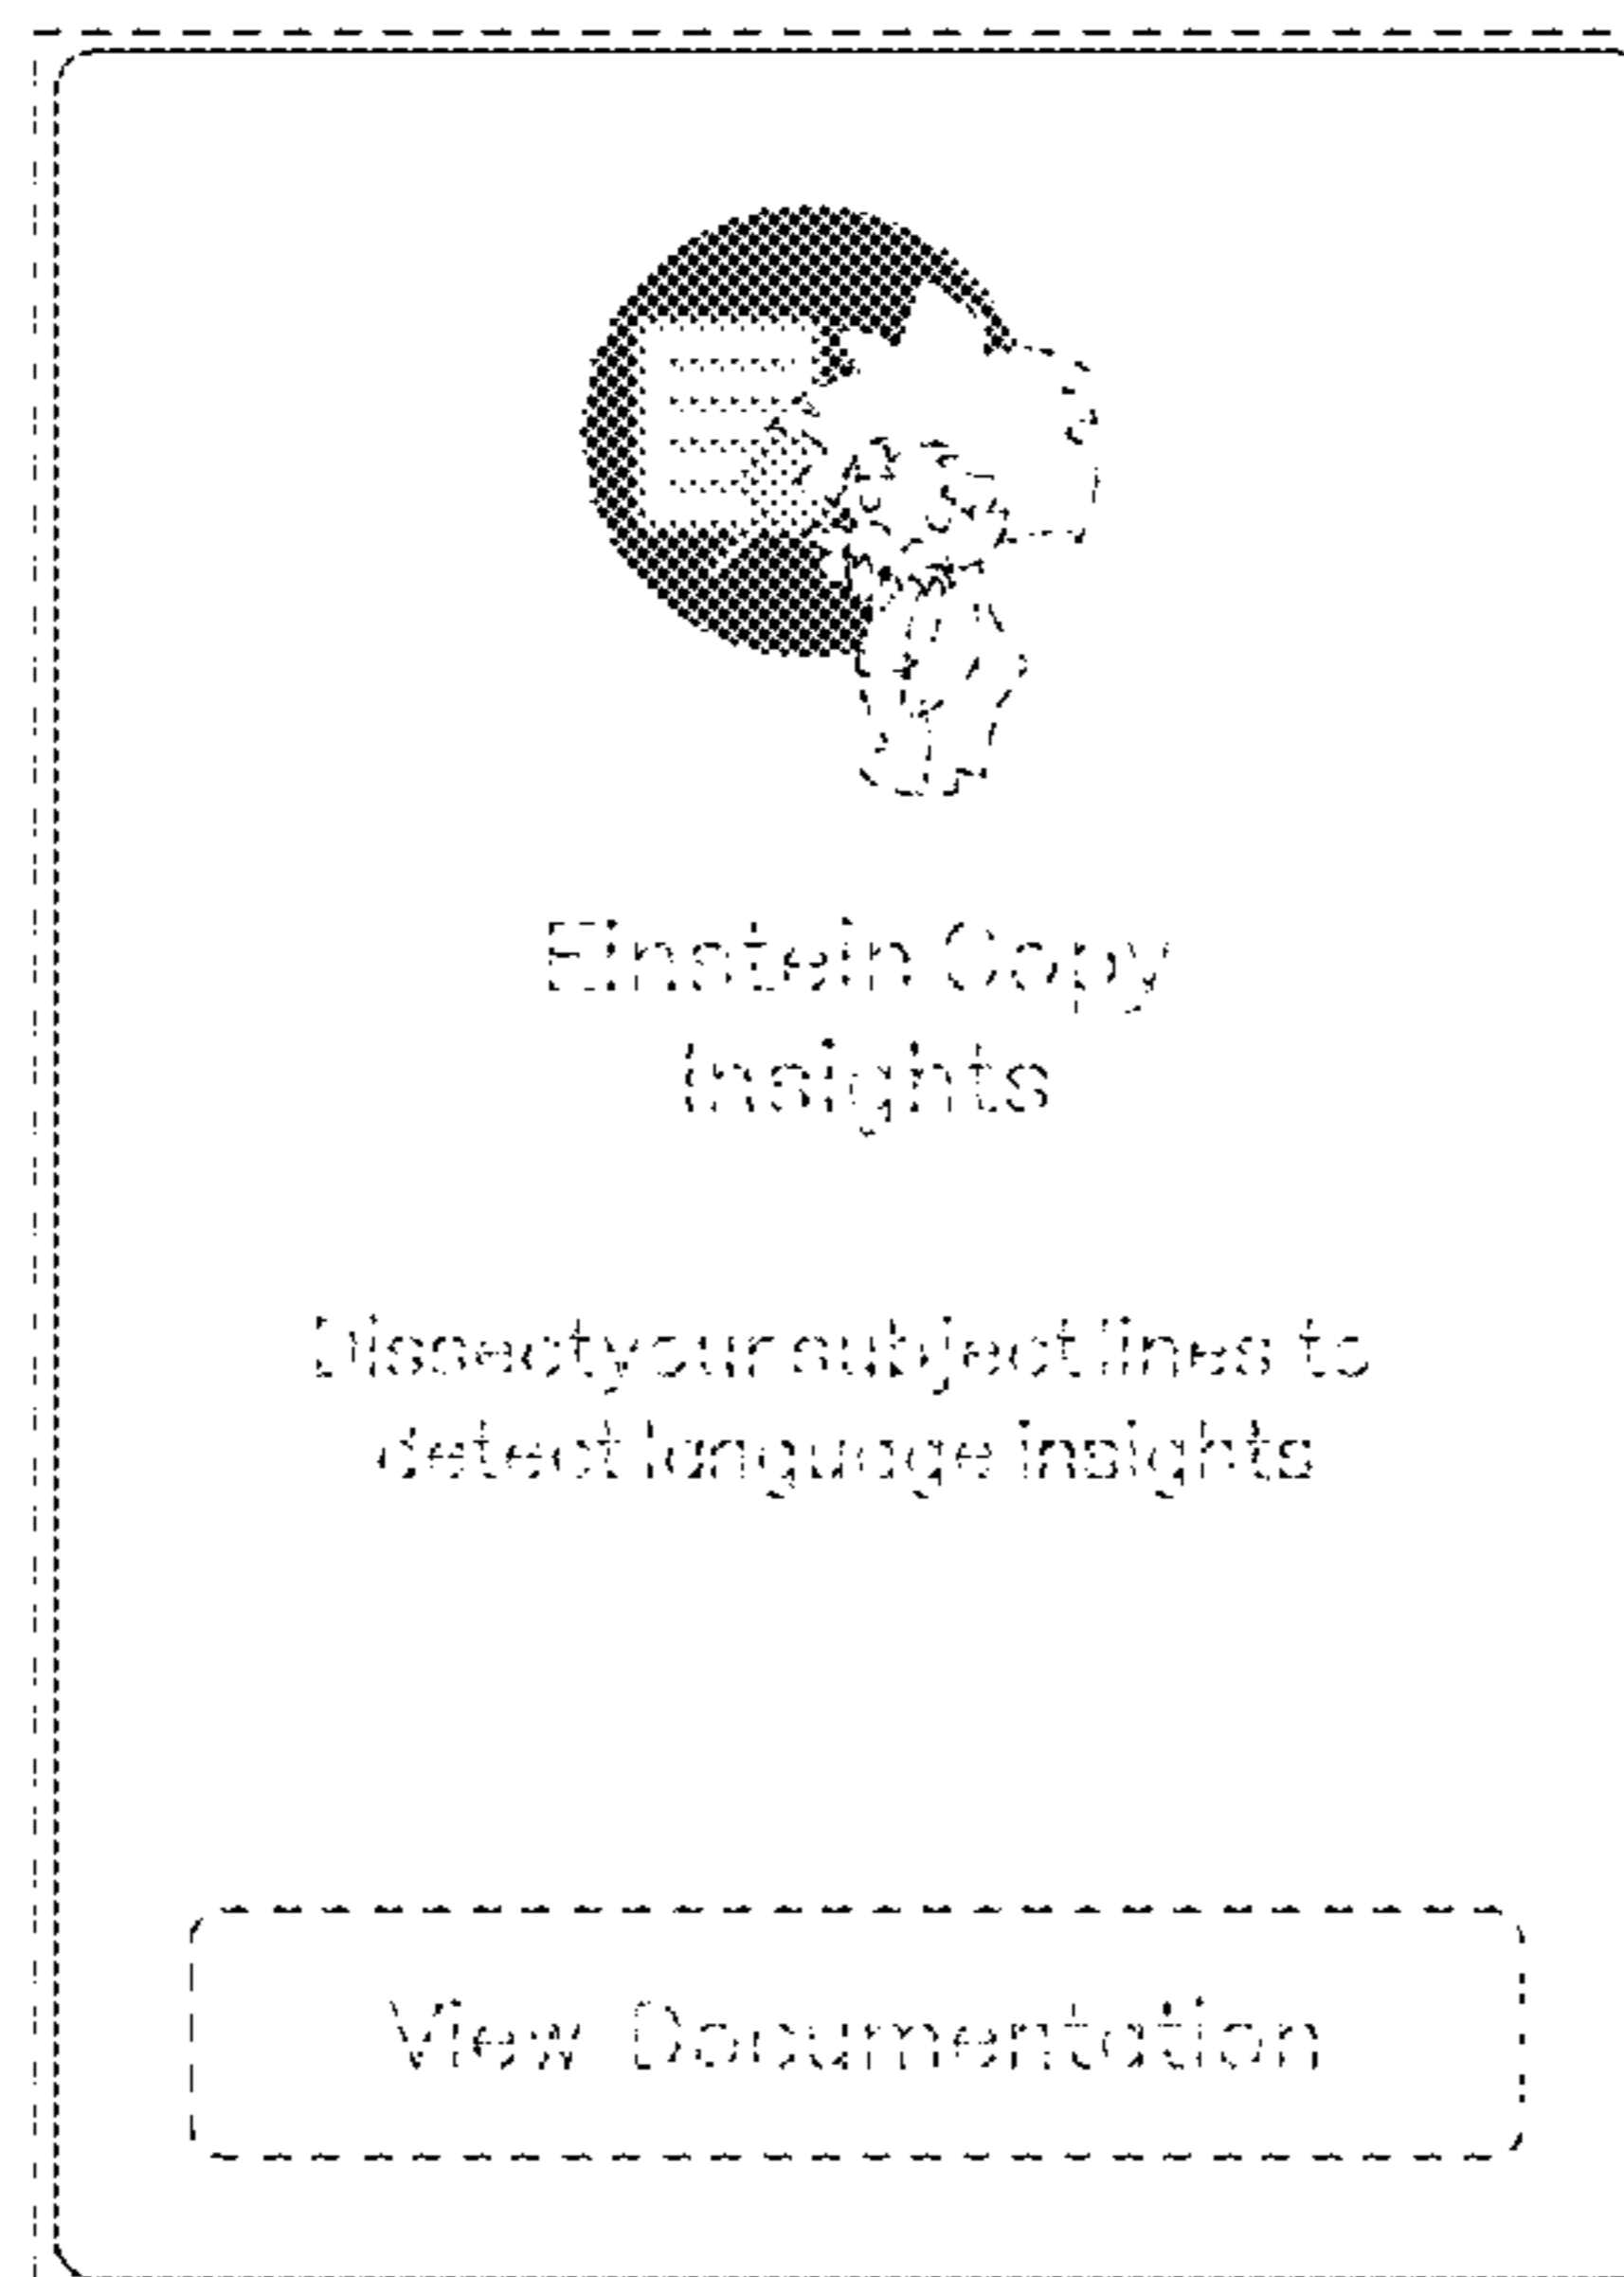 Einstein Copy
Insights
Dissect your subject lines to
detect language insights
View Documentation